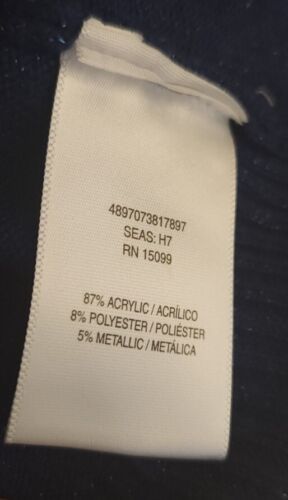 4897073817897
SEAS: H7
RN 15099
87% ACRYLIC / ACRÍLICO
8% POLYESTER / POLIÉSTER
5% METALLIC / METÁLICA